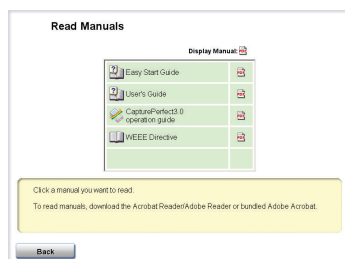 Read Manuals
Display Manual:
Easy Start Guide
User's Guide
CapturePerfect3.0
operation guide
WEEE Directive
Click a manual you want to read.
To read manuals, download the Acrobat Reader/Adobe Reader or bundled Adobe Acrobat.
Back